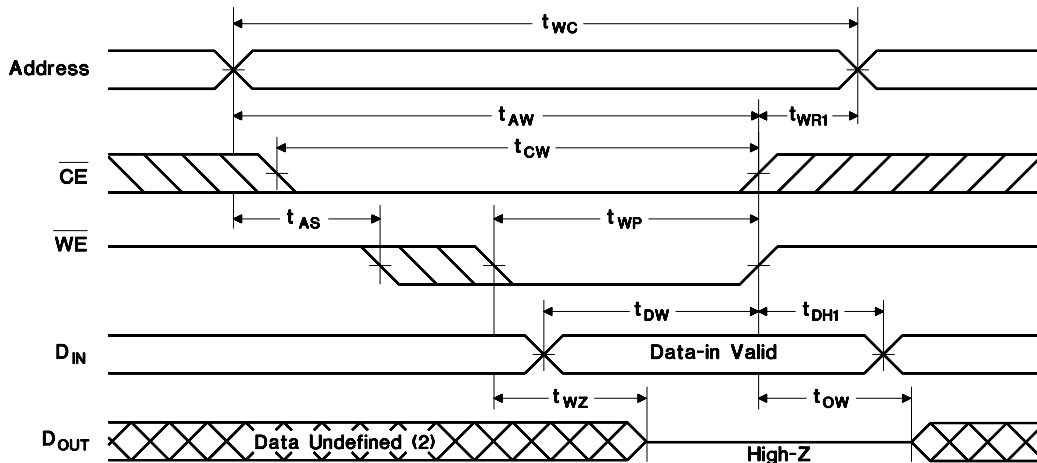 tWC
Address
tAW
tWR1
tCW
CE
tAS
tWP
WE
tDW
tDH1
DIN
Data-in Valid
tWZ
tOW
DOUT
Data Undefined (2)
High-Z